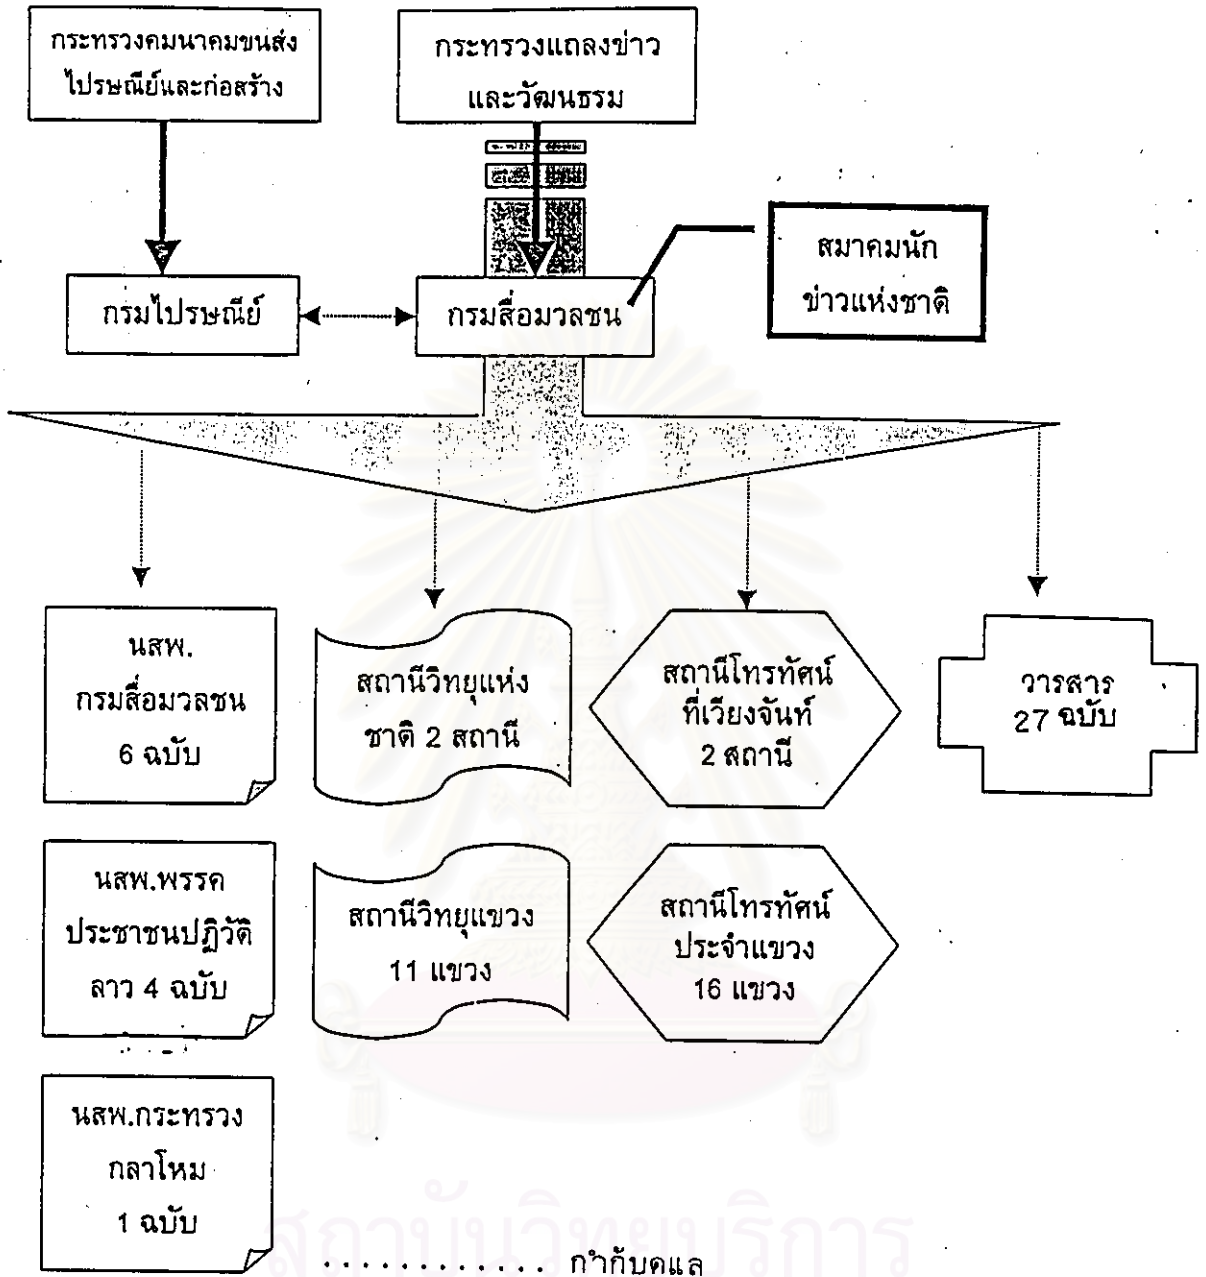 กระทรวงคมนาคมขนส่ง
ไปรษณีย์และก่อสร้าง
กระทรวงแถลงข่าว
และวัฒนธรรม
สมาคมนัก
ข่าวแห่งชาติ
กรมไปรษณีย์
กรมสื่อมวลชน
นสพ.
กรมสื่อมวลชน
6 ฉบับ
สถานีวิทยุแห่ง
ชาติ 2 สถานี
สถานีโทรทัศน์
ที่เวียงจันท์
2 สถานี
วารสาร
27 ฉบับ
นสพ.พรรค
ประชาชนปฏิวัติ
ลาว 4 ฉบับ
สถานีวิทยุแขวง
11 แขวง
สถานีโทรทัศน์
ประจำแขวง
16 แขวง
นสพ.กระทรวง
กลาโหม
1 ฉบับ
สถาบันวิทยบริการ
............ กำกับดูแล